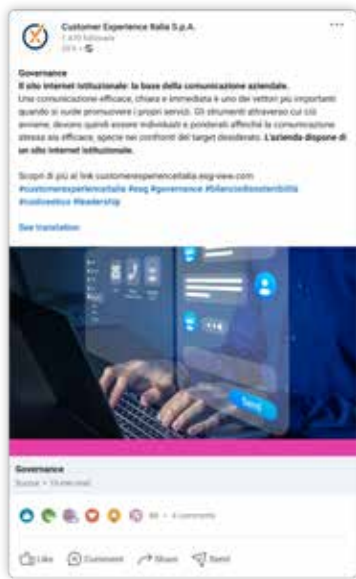 Customer Experience Italia S.p.A.
followers
Governance
Il sito internet istituzionale: la base della comunicazione aziendale.
Una comunicazione efficace, chiara e immediata è uno dei vettori più importanti
quando si vuole promuovere i propri servizi. Gli strumenti attraverso cui ciò
avviene, devono quindi essere individuati e ponderati affinché la comunicazione
stessa sia efficace, specie nei confronti del target desiderato. L'azienda dispone di
un sito internet istituzionale.
Scopri di più al link customerexperienceitalia.esg-view.com
#customerexperienceitalia #esg #governance #bilanciodisostenibilità
#codiceetico #leadership
See translation
Send
Governance
Like Comment Share Send